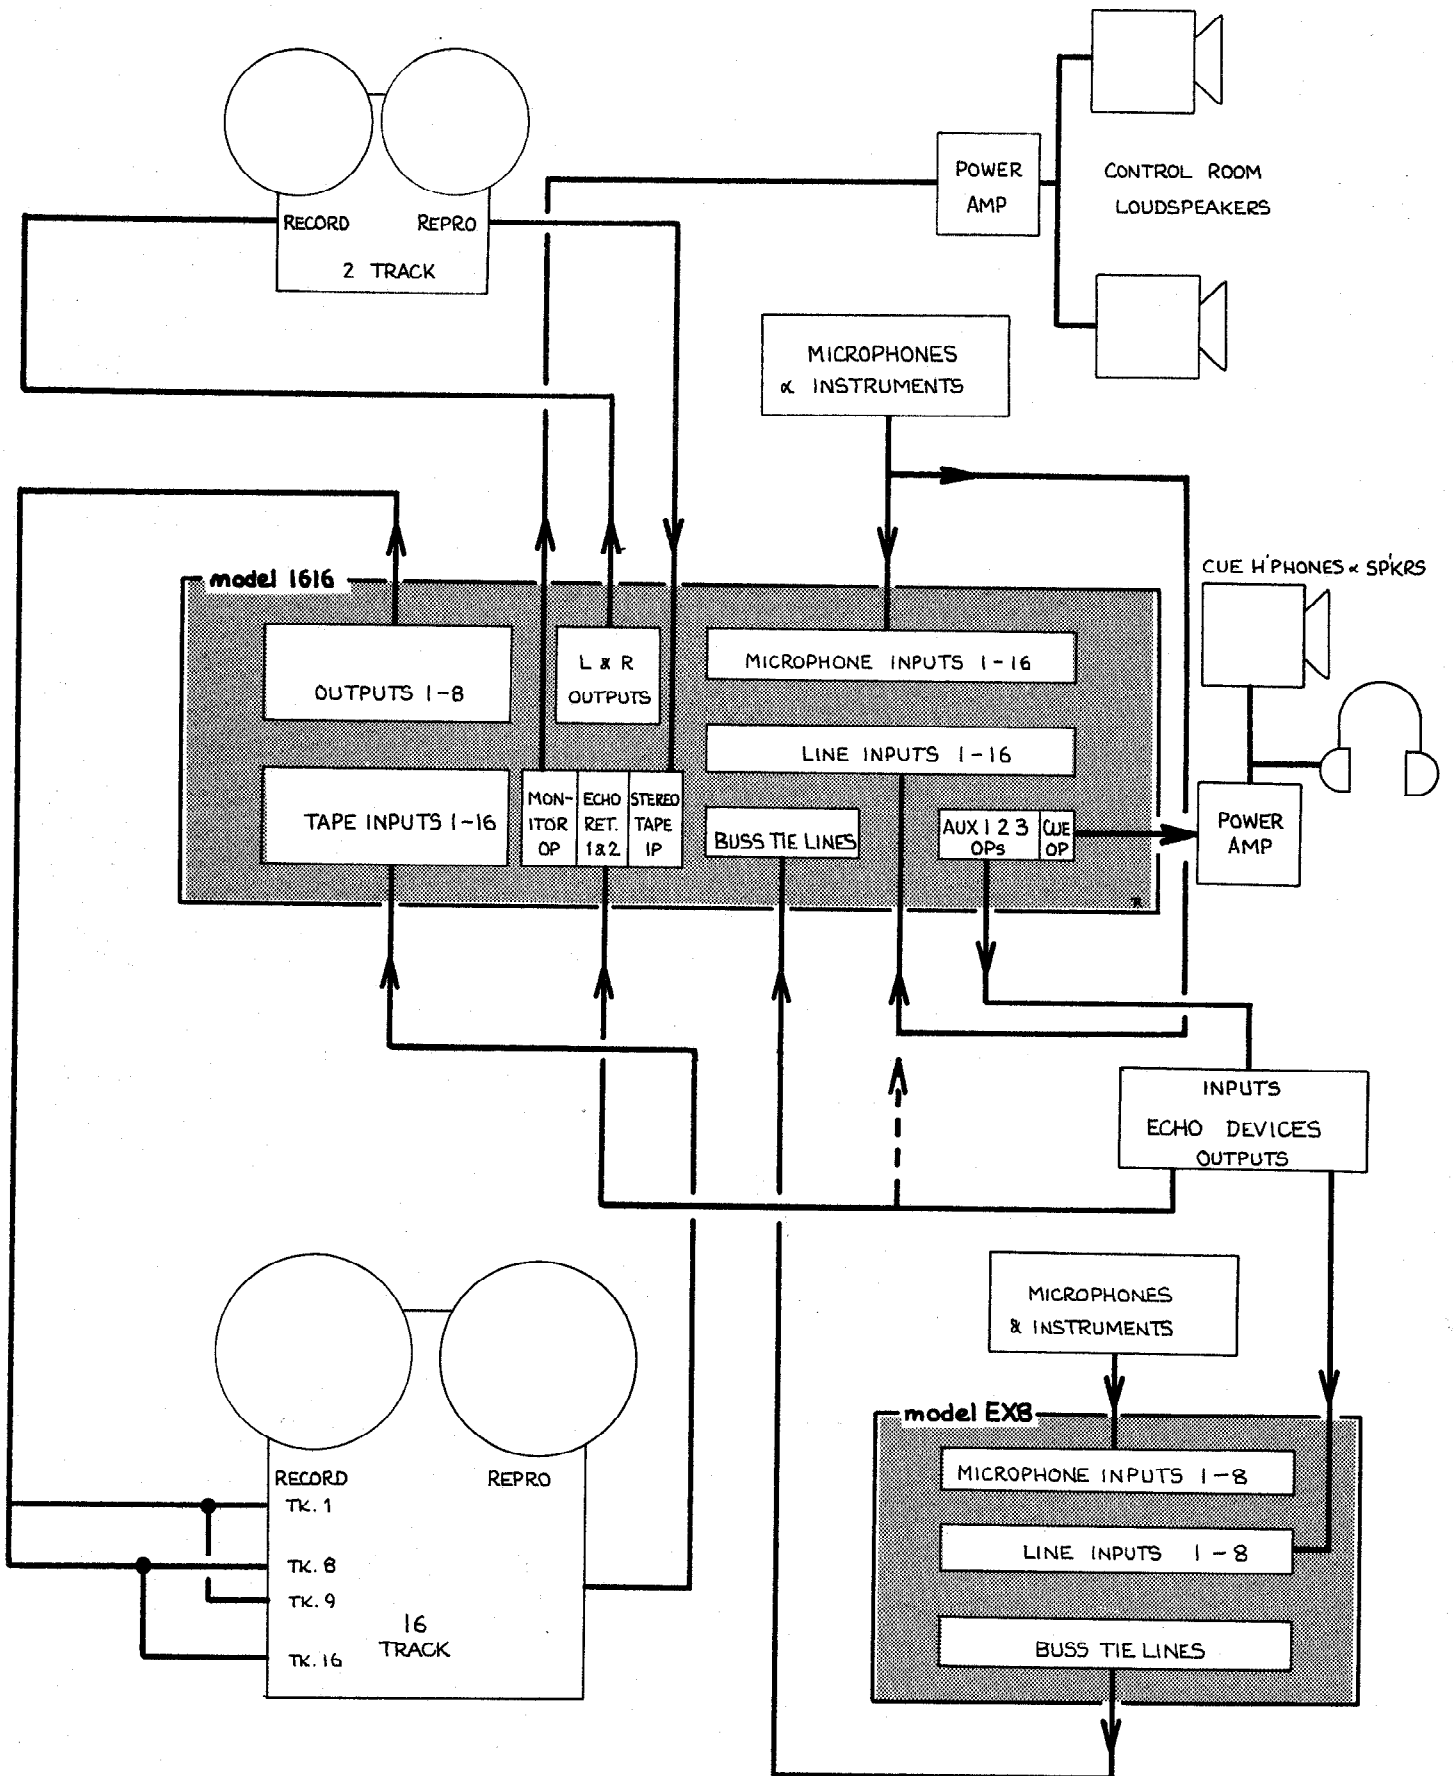 RECORD
REPRO
2 TRACK
POWER
AMP
CONTROL ROOM
LOUDSPEAKERS
MICROPHONES
& INSTRUMENTS
model 1616
CUE H'PHONES & SP'KRS
OUTPUTS 1-8
L & R
OUTPUTS
MICROPHONE INPUTS 1-16
LINE INPUTS 1-16
TAPE INPUTS 1-16
MON-
ITOR
OP
ECHO
RET.
1&2
STEREO
TAPE
IP
BUSS TIE LINES
AUX 1 2 3
OPs
CUE
OP
POWER
AMP
INPUTS
ECHO DEVICES
OUTPUTS
MICROPHONES
& INSTRUMENTS
model EX8
MICROPHONE INPUTS 1-8
LINE INPUTS 1-8
BUSS TIE LINES
RECORD
REPRO
TK. 1
TK. 8
TK. 9
TK. 16
16
TRACK